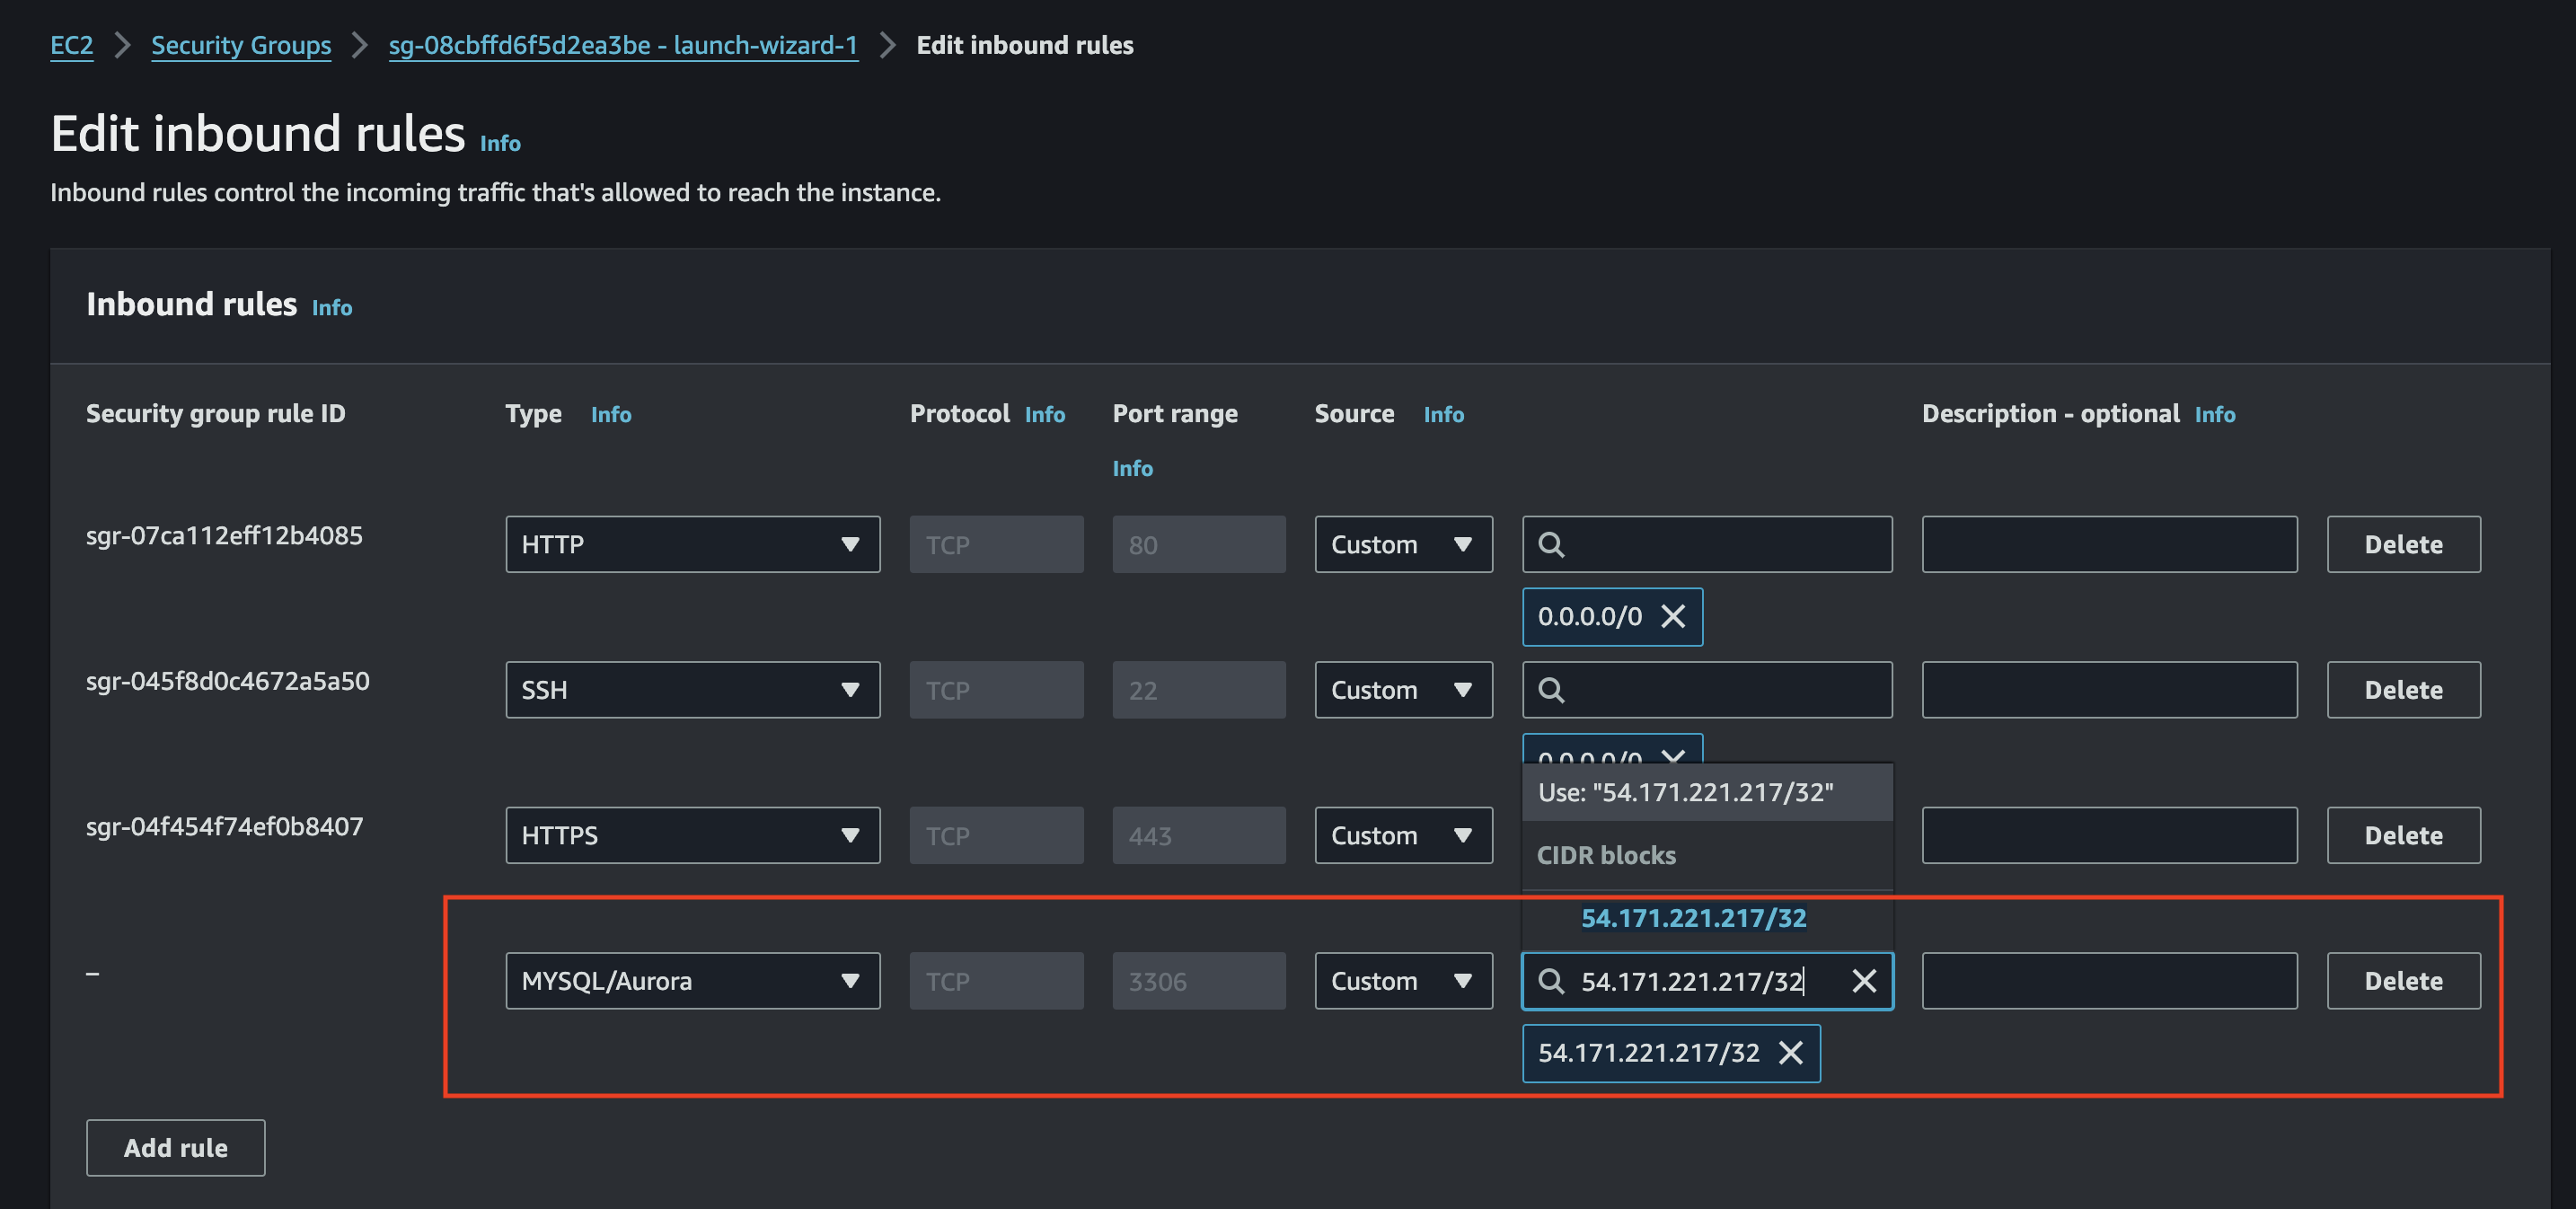 EC2 Security Groups sg-08cbffd6f5d2ea3be - launch-wizard-1 Edit inbound rules
Edit inbound rules Info
Inbound rules control the incoming traffic that's allowed to reach the instance.
Inbound rules Info
Security group rule ID Type Info Protocol Info Port range Source Info Description - optional Info
Info
sgr-07ca112eff12b4085 HTTP TCP 80 Custom Delete
0.0.0.0/0
sgr-045f8d0c4672a5a50 SSH TCP 22 Custom Delete
0.0.0.0/0
Use: "54.171.221.217/32"
sgr-04f454f74ef0b8407 HTTPS TCP 443 Custom Delete
CIDR blocks
54.171.221.217/32
– MYSQL/Aurora TCP 3306 Custom 54.171.221.217/32 Delete
54.171.221.217/32
Add rule